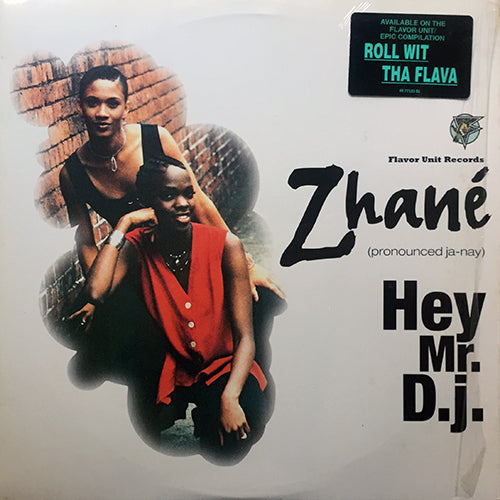 AVAILABLE ON THE
FLAVOR UNIT/
EPIC COMPILATION
ROLL WIT
THA FLAVA
Flavor Unit Records
Zhané
(pronounced ja-nay)
Hey
Mr.
D.j.